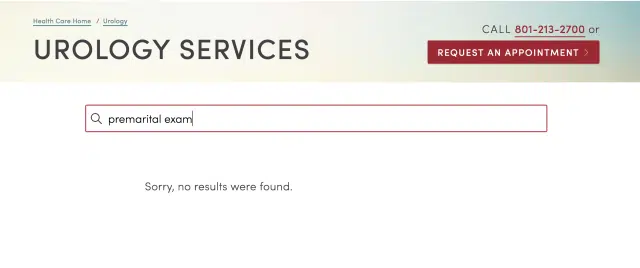 Health Care Home / Urology
UROLOGY SERVICES
CALL 801-213-2700 or
REQUEST AN APPOINTMENT
premarital exam
Sorry, no results were found.